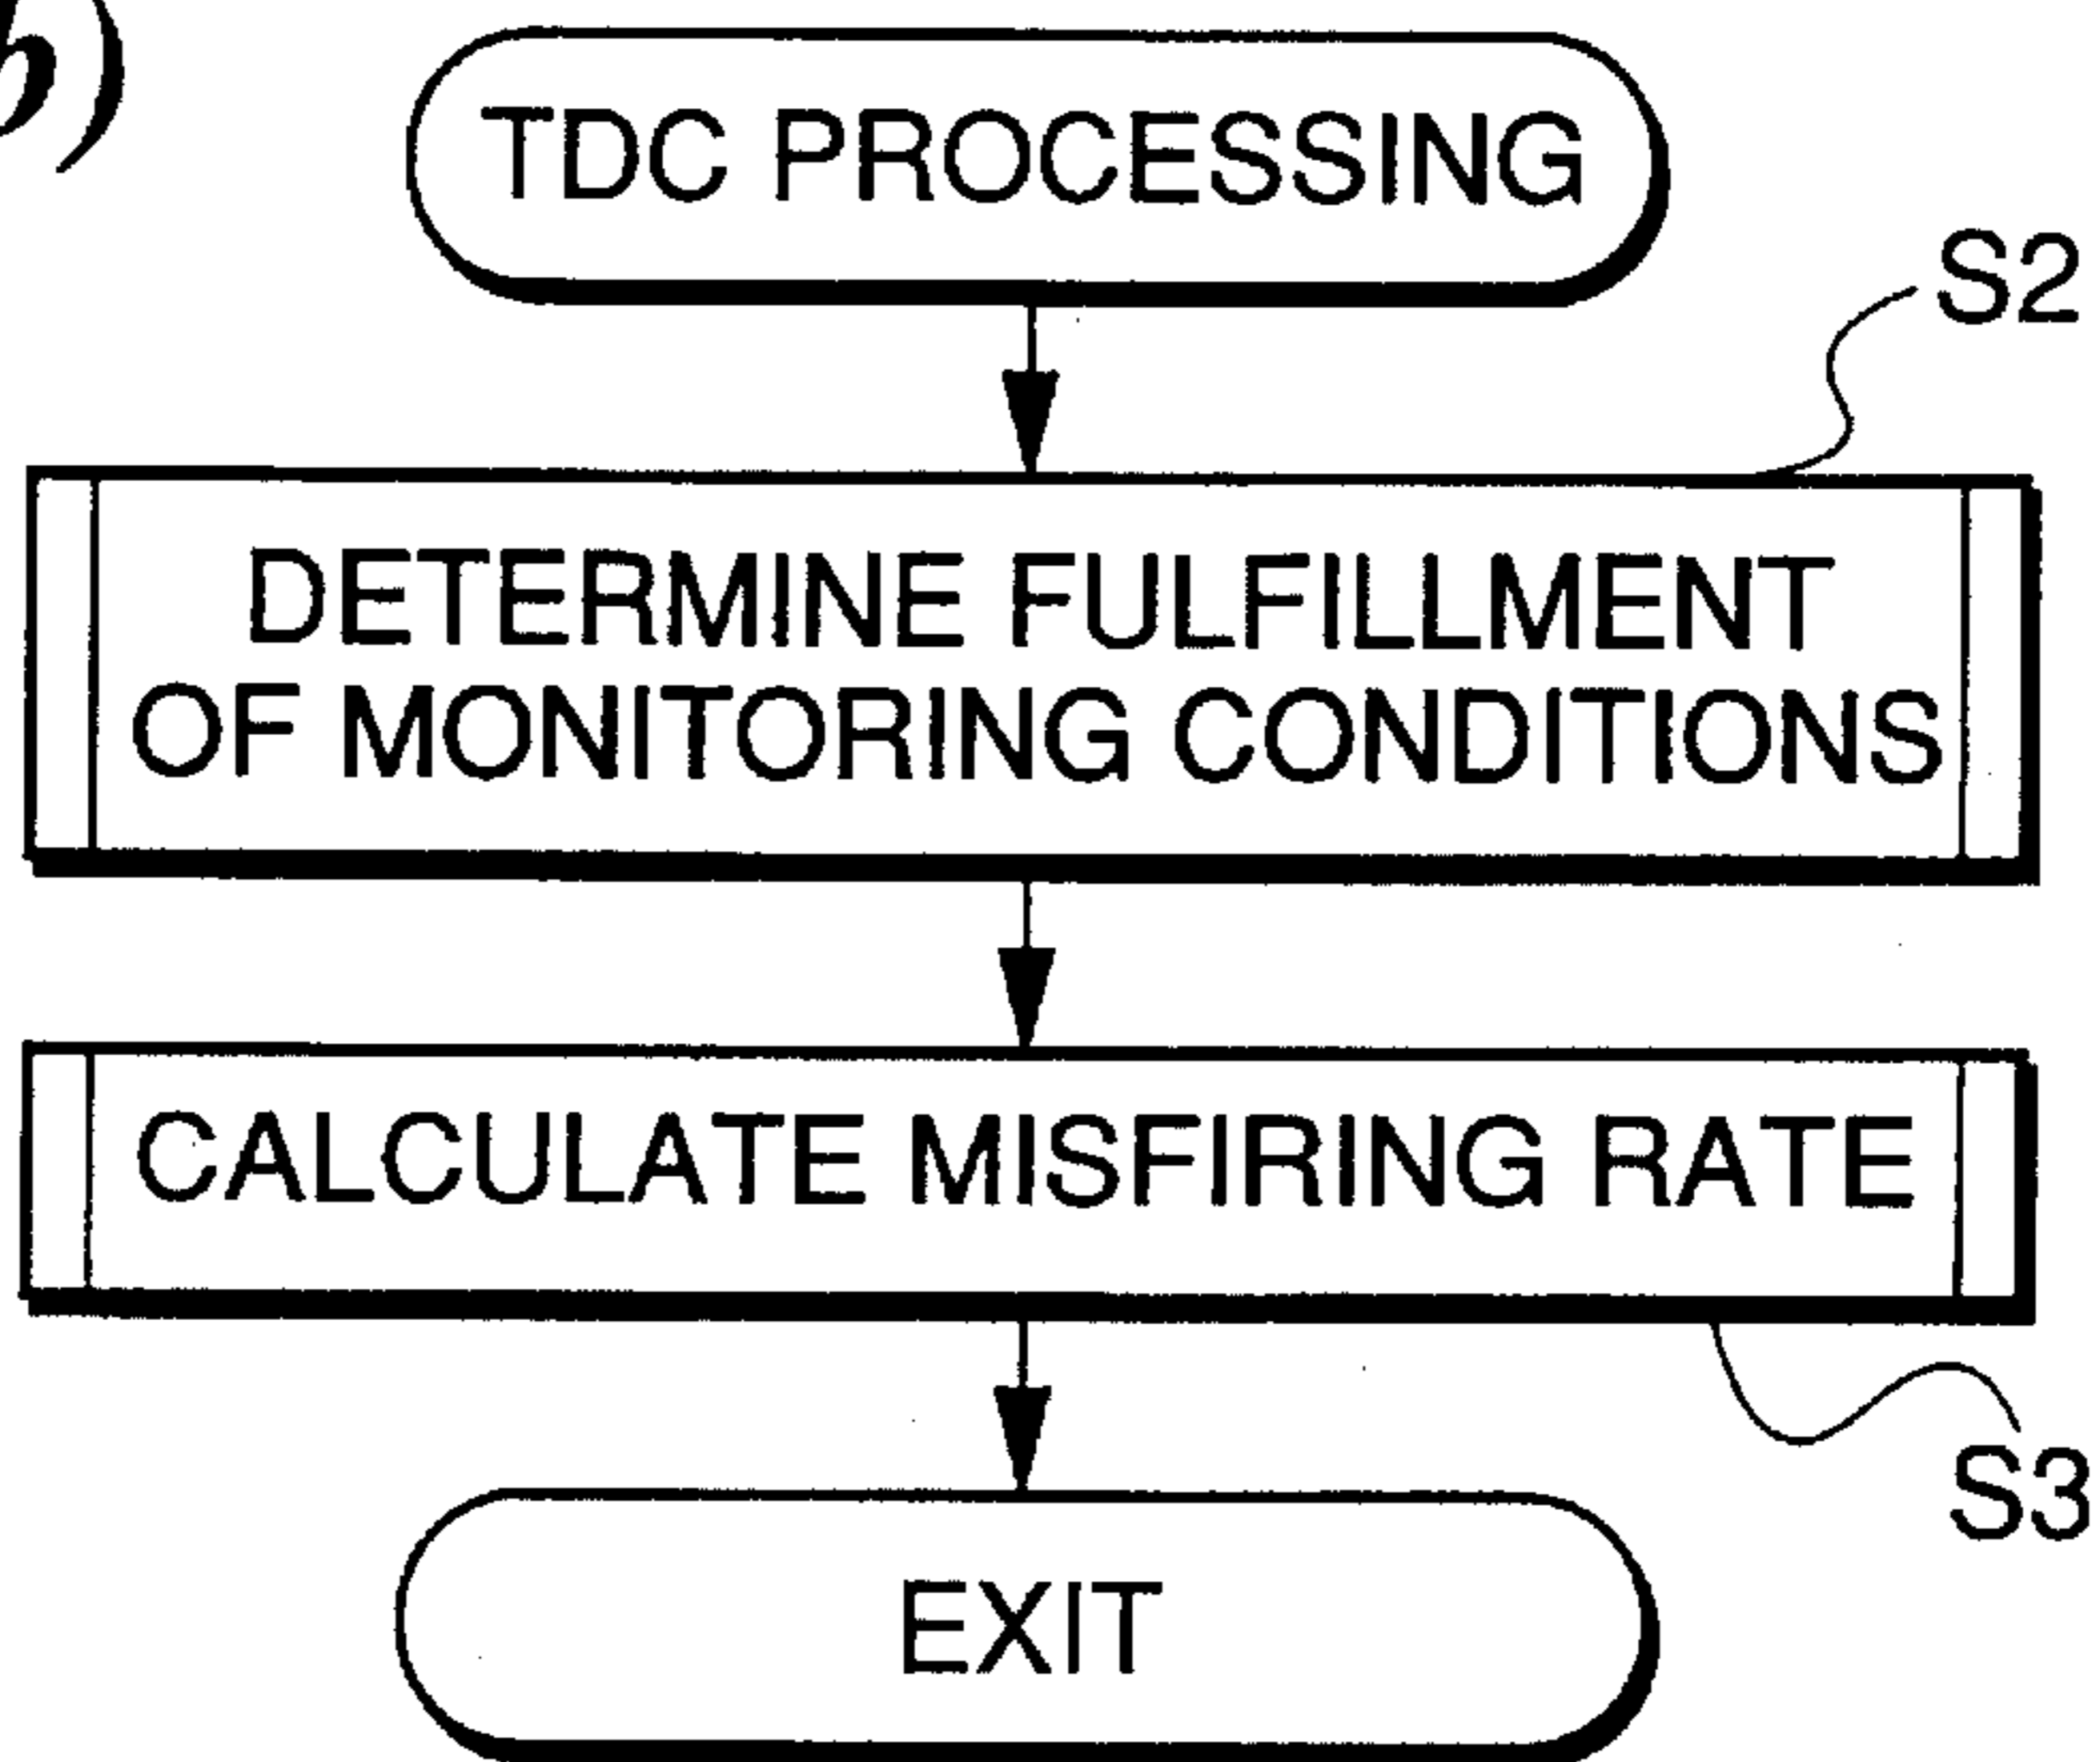 b)
TDC PROCESSING
S2
DETERMINE FULFILLMENT
OF MONITORING CONDITIONS
CALCULATE MISFIRING RATE
S3
EXIT